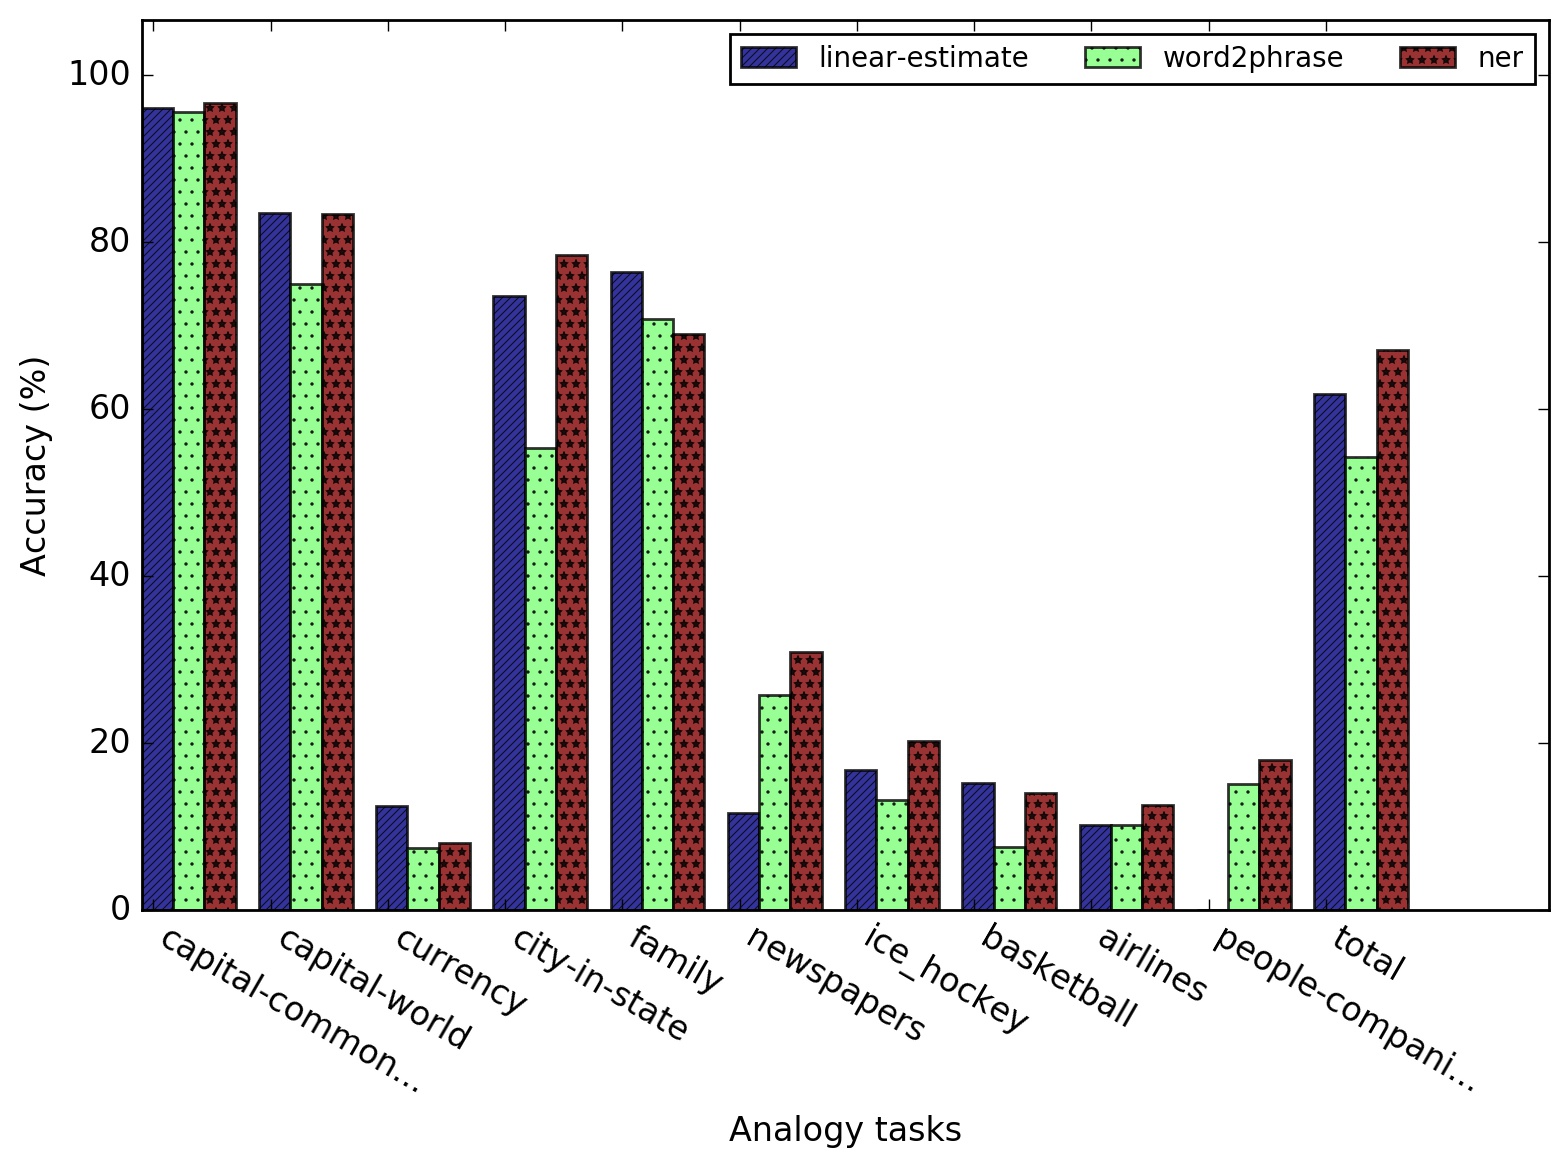 linear-estimate word2phrase ner
100
80
60
40
20
0
Accuracy (%)
capital-common...
capital-world
currency
city-in-state
family
newspapers
ice_hockey
basketball
airlines
people-compani...
total
Analogy tasks